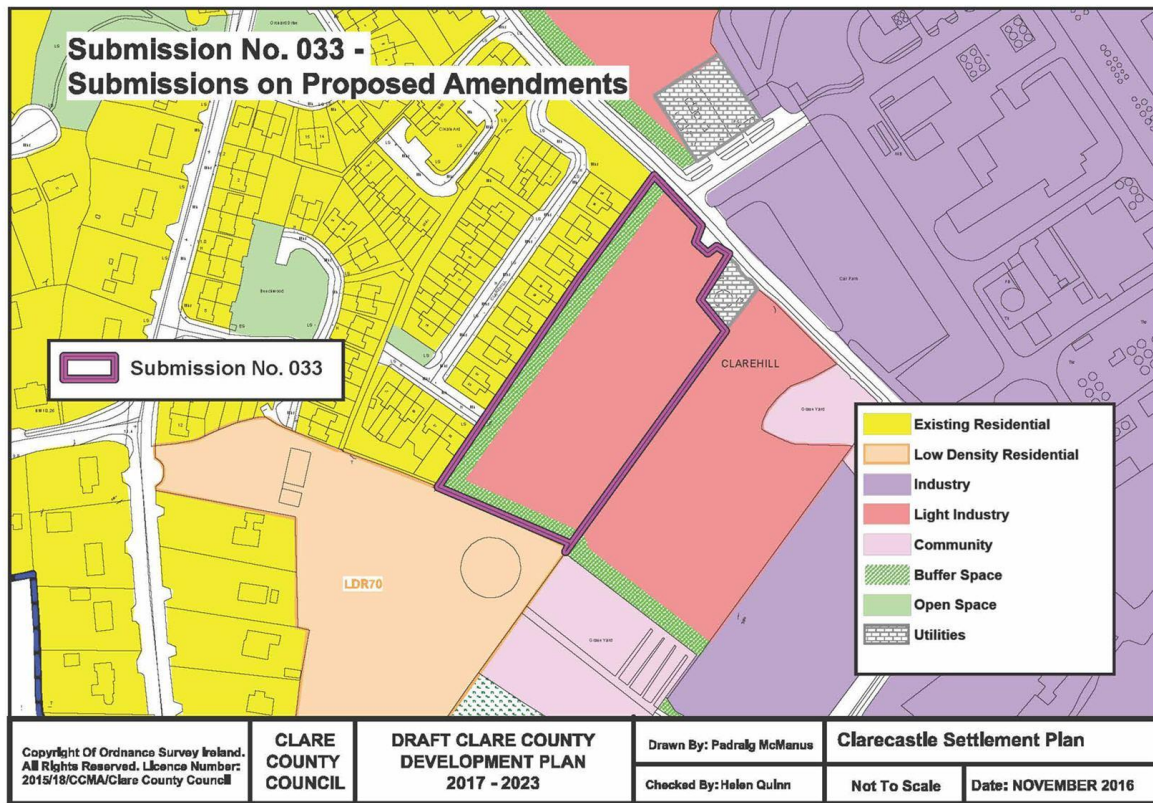 Submission No. 033 -
Submissions on Proposed Amendments
Submission No. 033
CLAREHILL
Car Park
LDR70
Existing Residential
Low Density Residential
Industry
Light Industry
Community
Buffer Space
Open Space
Utilities
Copyright Of Ordnance Survey Ireland.
All Rights Reserved. Licence Number:
2015/18/CCMA/Clare County Council
CLARE
COUNTY
COUNCIL
DRAFT CLARE COUNTY
DEVELOPMENT PLAN
2017 - 2023
Drawn By: Padraig McManus
Checked By: Helen Quinn
Clarecastle Settlement Plan
Not To Scale
Date: NOVEMBER 2016